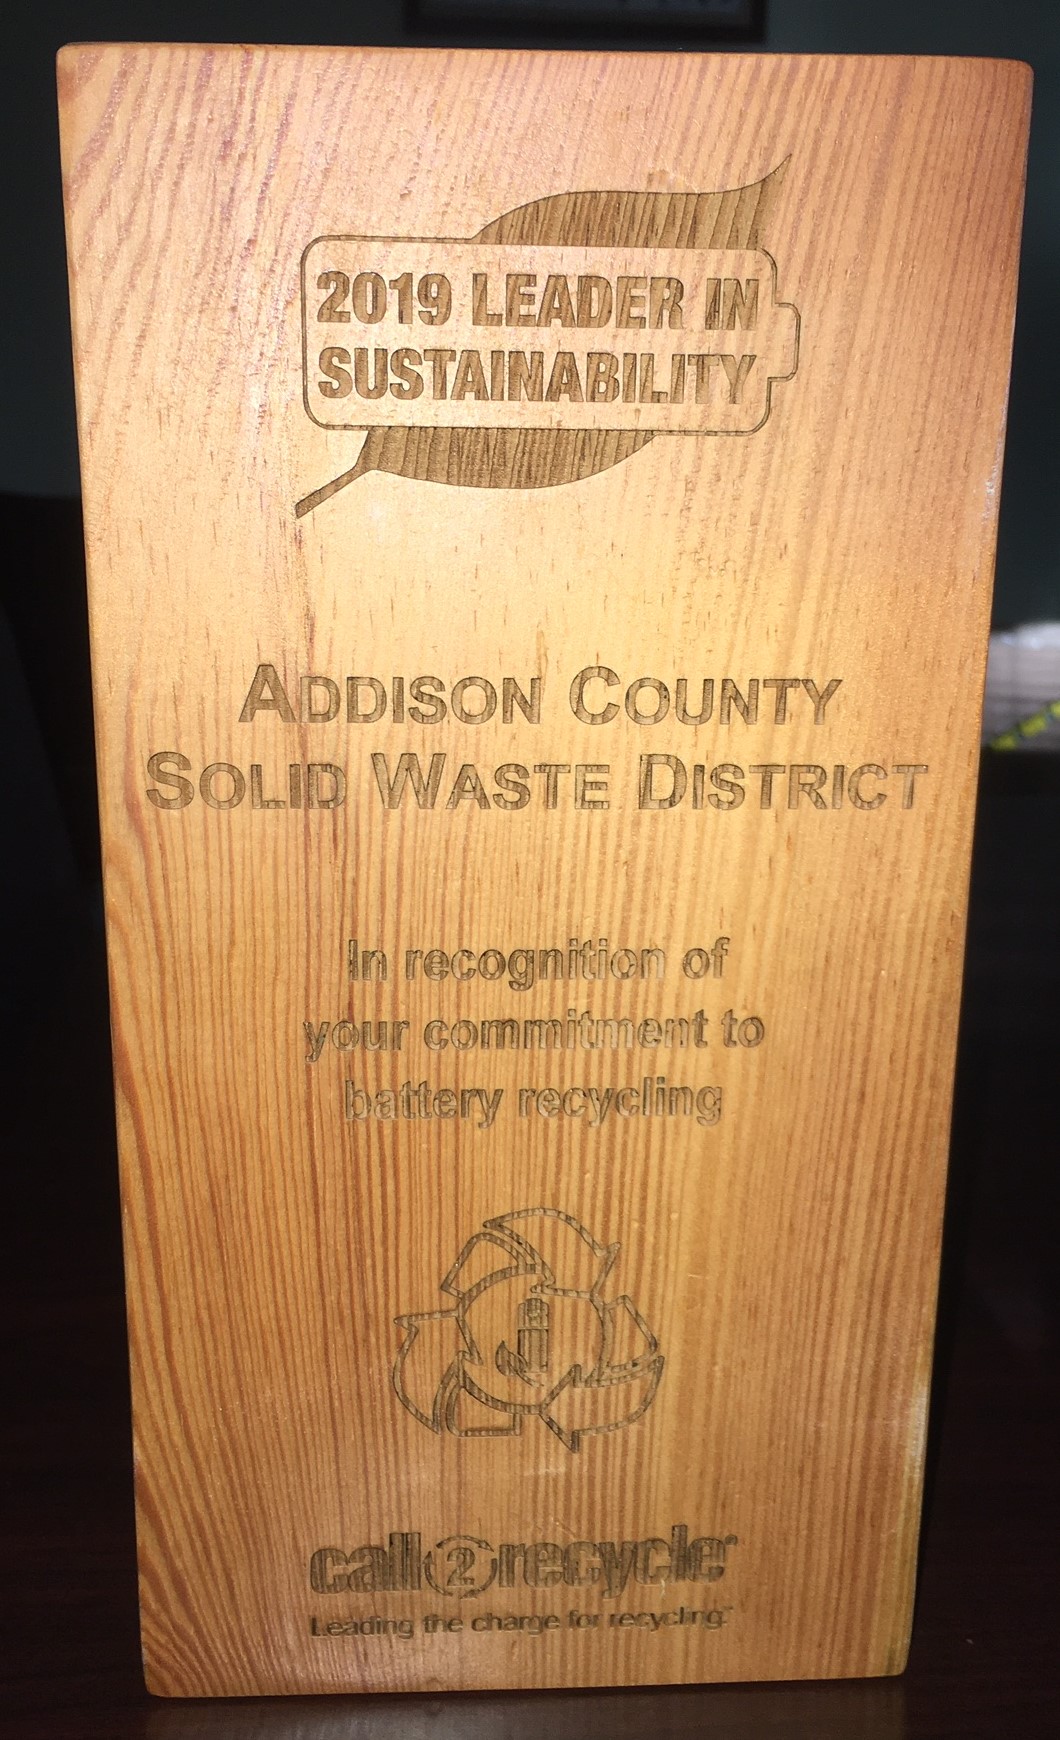 2019 LEADER IN
SUSTAINABILITY
ADDISON COUNTY
SOLID WASTE DISTRICT
In recognition of
your commitment to
battery recycling
call2recycle®
Leading the charge for recycling.™